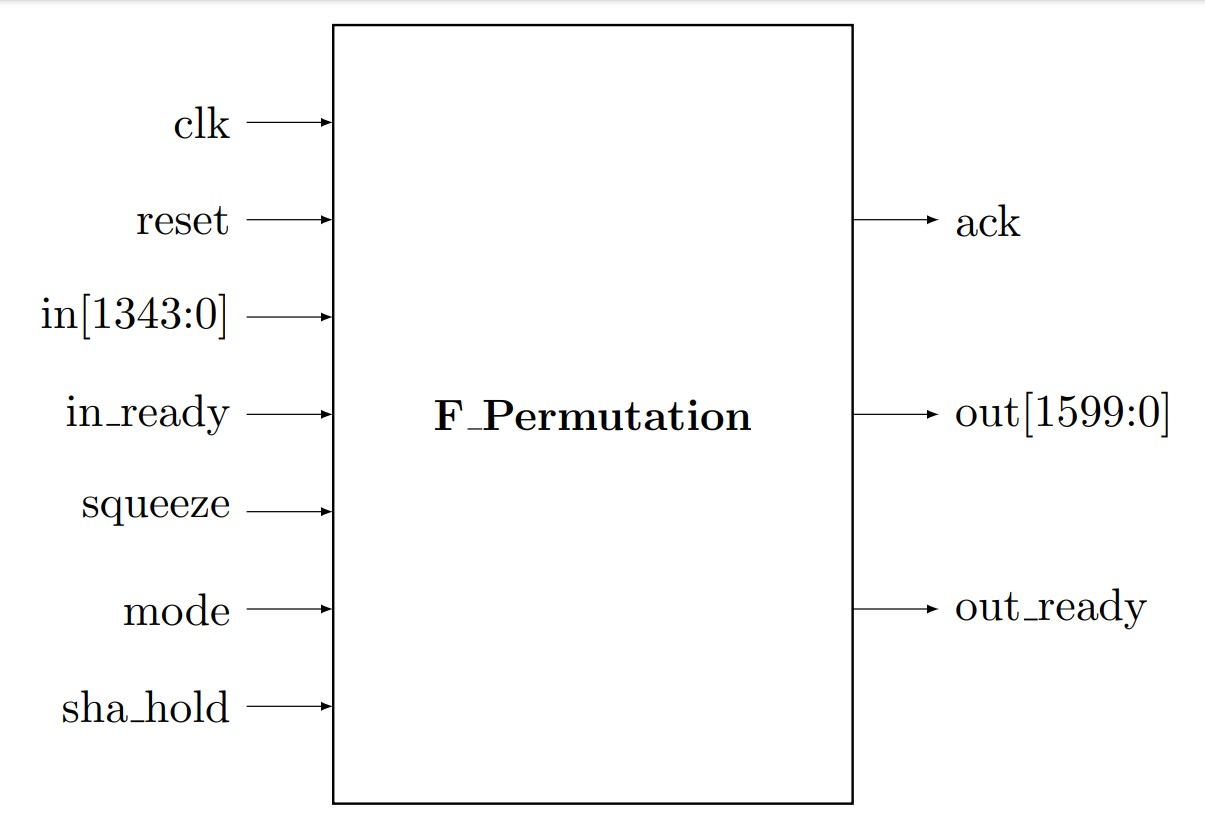 clk
reset
ack
in[1343:0]
in_ready
F_Permutation
out[1599:0]
squeeze
mode
out_ready
sha_hold